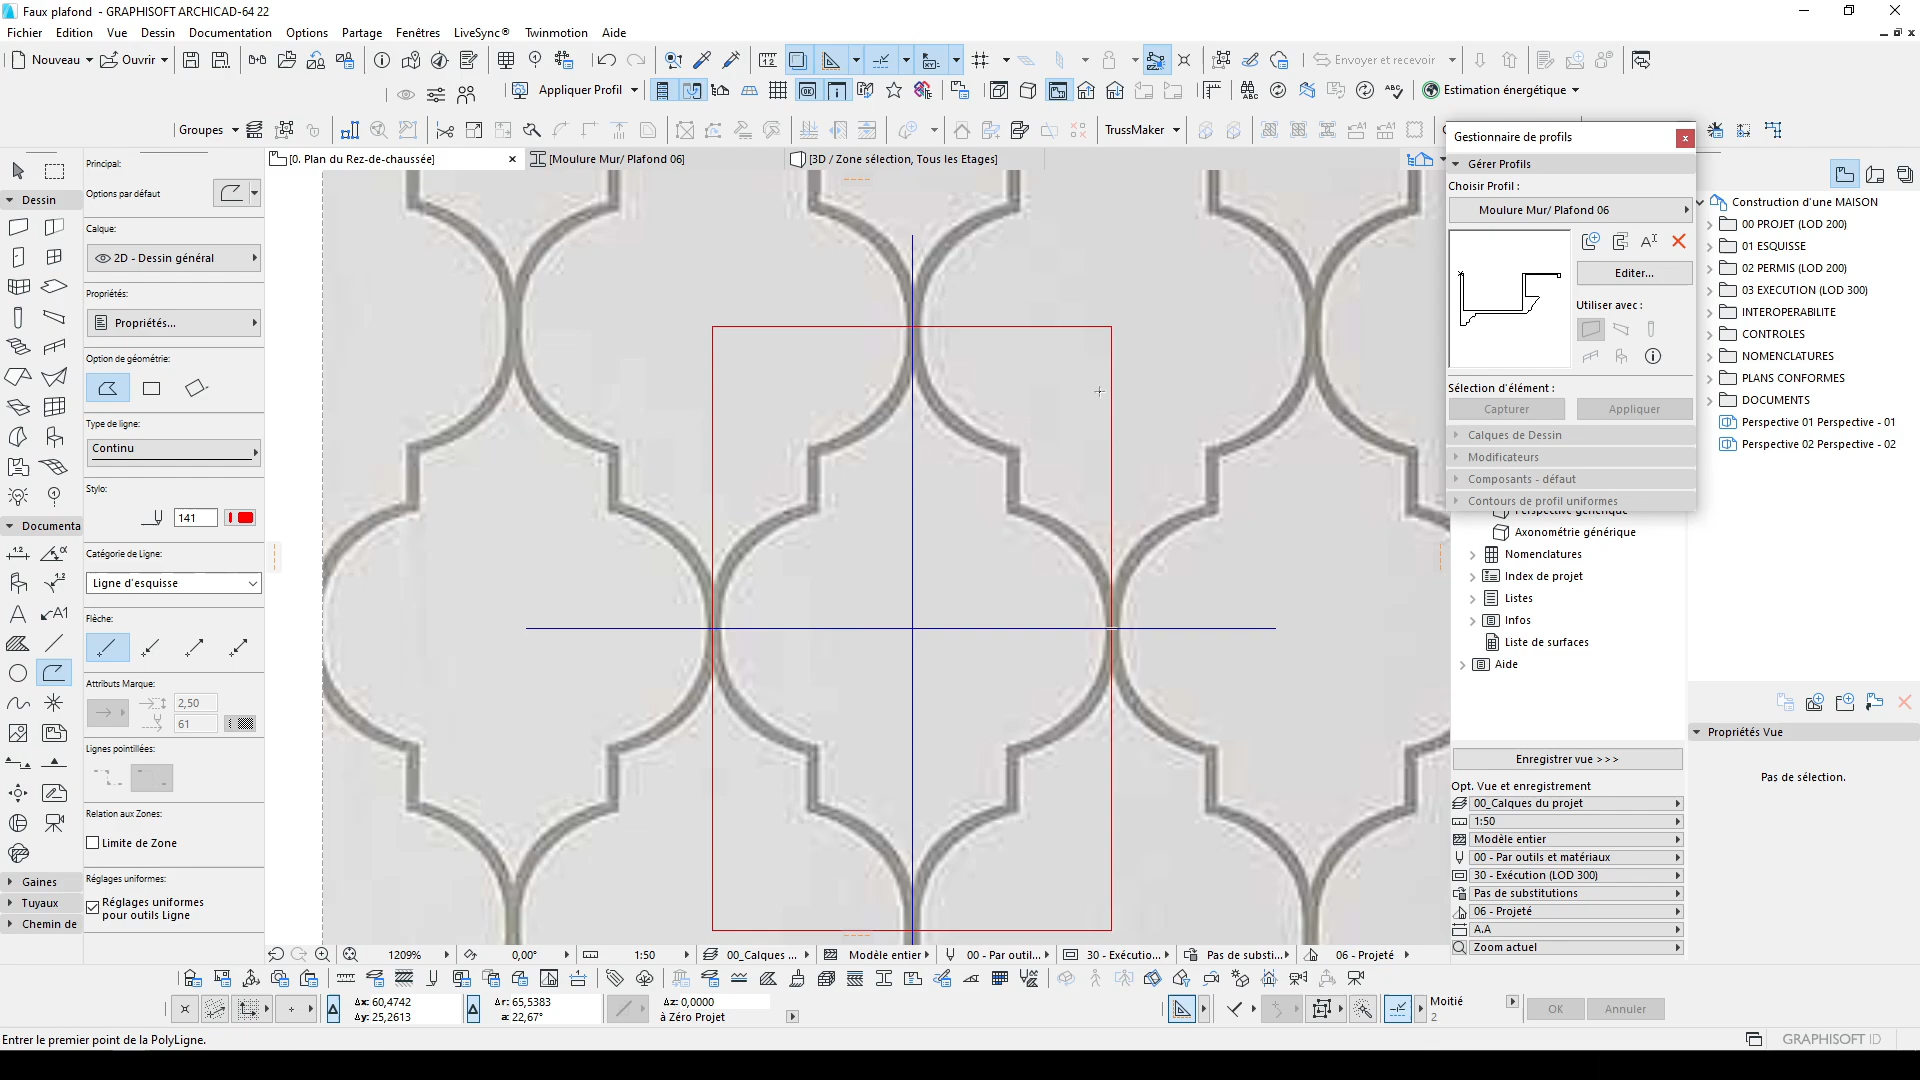 Faux plafond - GRAPHISOFT ARCHICAD-64 22
Fichier Edition Vue Dessin Documentation Options Partage Fenêtres LiveSync® Twinmotion Aide
Nouveau Ouvrir Envoyer et recevoir
Appliquer Profil Estimation énergétique
Groupes TrussMaker
[0. Plan du Rez-de-chaussée] [Moulure Mur/ Plafond 06] [3D / Zone sélection, Tous les Etages]
Dessin
Documenta
Gaines
Tuyaux
Chemin de
Principal:
Options par défaut
Calque:
2D - Dessin général
Propriétés:
Propriétés...
Option de géométrie:
Type de ligne:
Continu
Stylo:
141
Catégorie de Ligne:
Ligne d'esquisse
Flèche:
Attributs Marque:
2,50
61
Lignes pointillées:
Relation aux Zones:
Limite de Zone
Réglages uniformes:
Réglages uniformes
pour outils Ligne
Gestionnaire de profils
Gérer Profils
Choisir Profil :
Moulure Mur/ Plafond 06
Editer...
Utiliser avec :
Sélection d'élément :
Capturer Appliquer
Calques de Dessin
Modificateurs
Composants - défaut
Contours de profil uniformes
Perspective générique
Axonométrie générique
Nomenclatures
Index de projet
Listes
Infos
Liste de surfaces
Aide
Enregistrer vue >>>
Opt. Vue et enregistrement
00_Calques du projet
1:50
Modèle entier
00 - Par outils et matériaux
30 - Exécution (LOD 300)
Pas de substitutions
06 - Projeté
A.A
Zoom actuel
Construction d'une MAISON
00 PROJET (LOD 200)
01 ESQUISSE
02 PERMIS (LOD 200)
03 EXECUTION (LOD 300)
INTEROPERABILITE
CONTROLES
NOMENCLATURES
PLANS CONFORMES
DOCUMENTS
Perspective 01 Perspective - 01
Perspective 02 Perspective - 02
Propriétés Vue
Pas de sélection.
1209% 0,00° 1:50 00_Calques ... Modèle entier 00 - Par outil... 30 - Exécutio... Pas de substi... 06 - Projeté
Δx: 60,4742 Δr: 65,5383 Δz: 0,0000
Δy: 25,2613 a: 22,67° à Zéro Projet
Moitié
2
OK Annuler
Entrer le premier point de la PolyLigne.
GRAPHISOFT ID